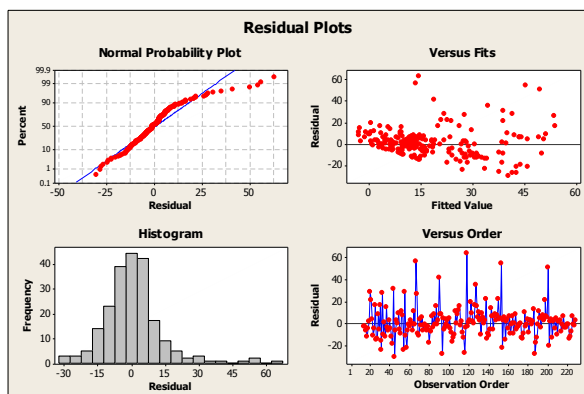 Residual Plots
Normal Probability Plot
99.9
99
90
50
10
1
0.1
Percent
-50 -25 0 25 50
Residual
Versus Fits
60
40
20
0
-20
Residual
0 15 30 45 60
Fitted Value
Histogram
40
30
20
10
0
Frequency
-30 -15 0 15 30 45 60
Residual
Versus Order
60
40
20
0
-20
Residual
1 20 40 60 80 100 120 140 160 180 200 220
Observation Order